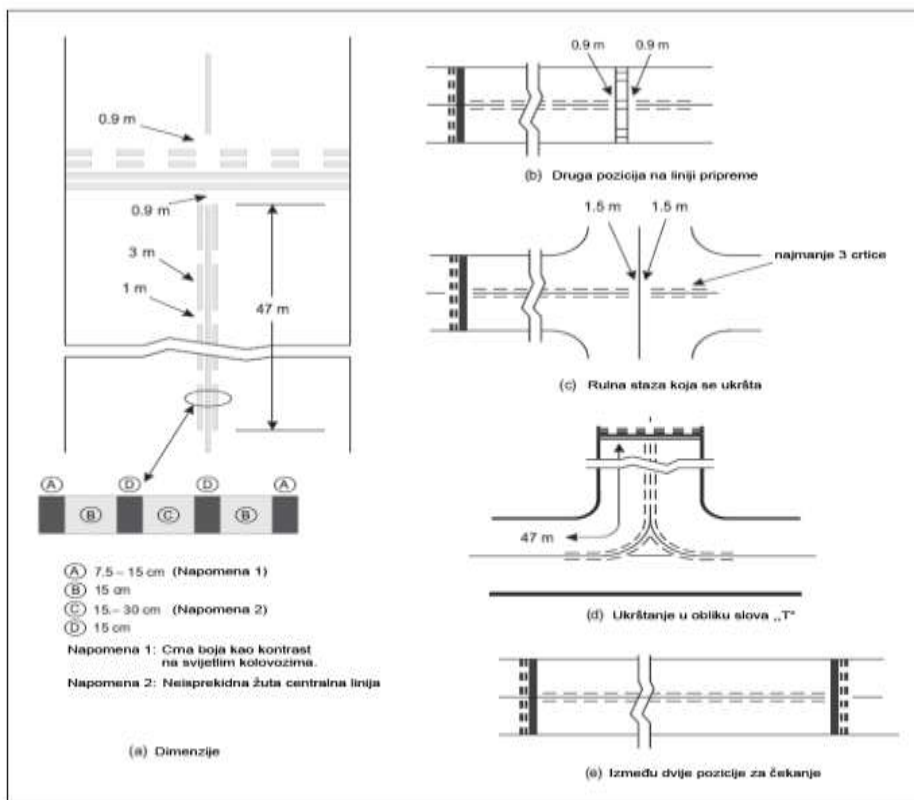 0.9 m
0.9 m
3 m
1 m
47 m
A
D
D
A
B
C
B
A 7.5 – 15 cm (Napomena 1)
B 15 cm
C 15 – 30 cm (Napomena 2)
D 15 cm
Napomena 1: Crna boja kao kontrast
na svijetlim kolovozima.
Napomena 2: Neisprekidna žuta centralna linija
(a) Dimenzije
0.9 m 0.9 m
(b) Druga pozicija na liniji pripreme
1.5 m 1.5 m
najmanje 3 crtice
(c) Rulna staza koja se ukršta
47 m
(d) Ukrštanje u obliku slova „T"
(e) Između dvije pozicije za čekanje